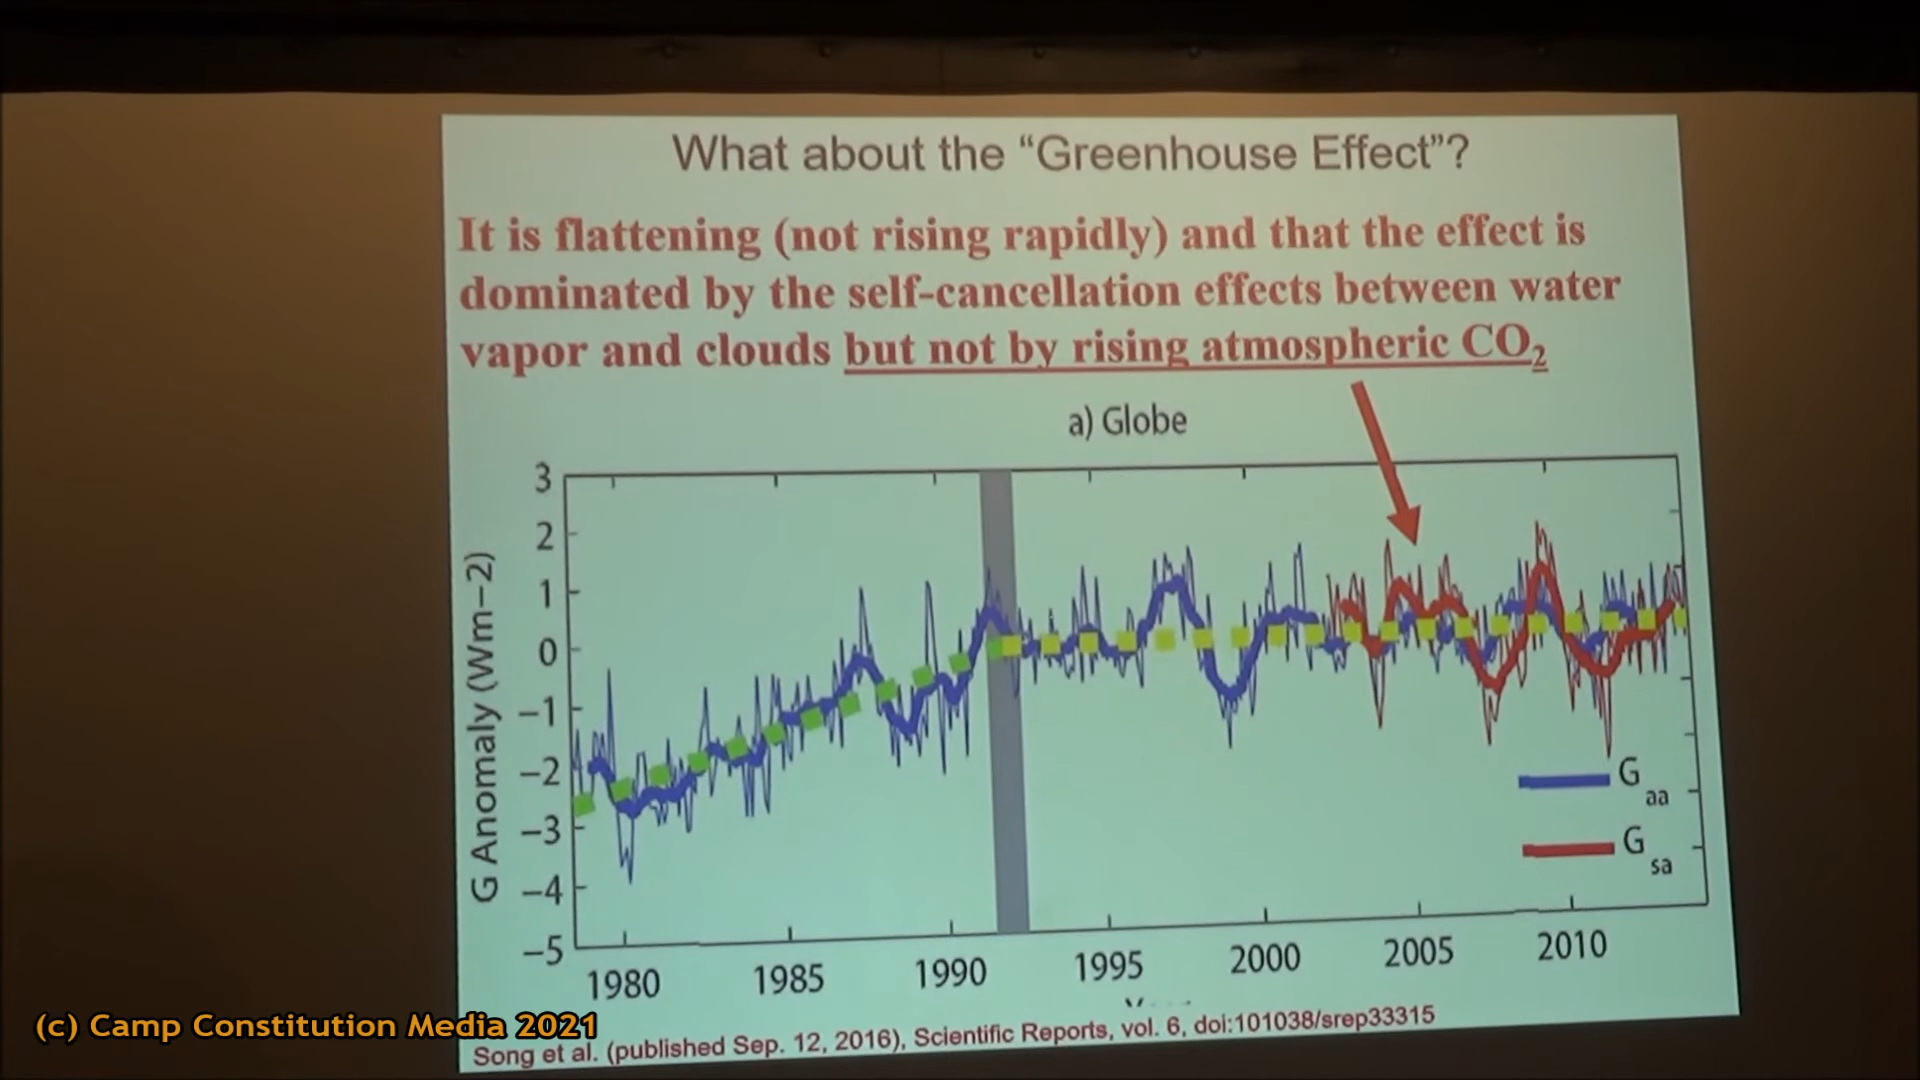 What about the “Greenhouse Effect”?
It is flattening (not rising rapidly) and that the effect is
dominated by the self-cancellation effects between water
vapor and clouds but not by rising atmospheric CO₂
a) Globe
3
2
1
0
−1
−2
−3
−4
−5
G Anomaly (Wm−2)
G aa
G sa
1980 1985 1990 1995 2000 2005 2010
(c) Camp Constitution Media 2021
Song et al. (published Sep. 12, 2016), Scientific Reports, vol. 6, doi:101038/srep33315